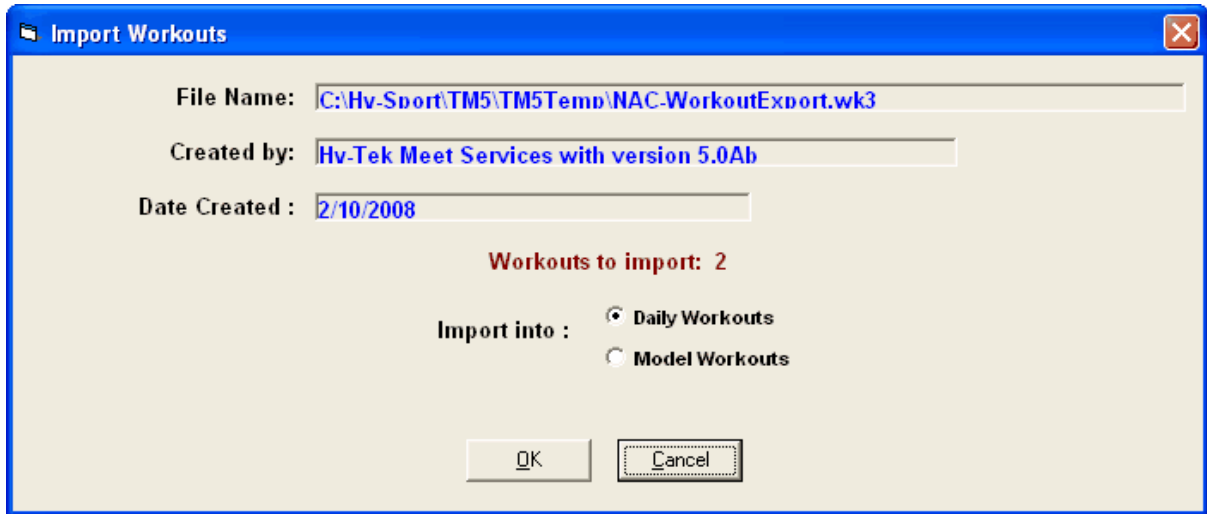 Import Workouts
File Name: C:\Hy-Sport\TM5\TM5Temp\NAC-WorkoutExport.wk3
Created by: Hy-Tek Meet Services with version 5.0Ab
Date Created : 2/10/2008
Workouts to import: 2
Import into :
Daily Workouts
Model Workouts
OK
Cancel